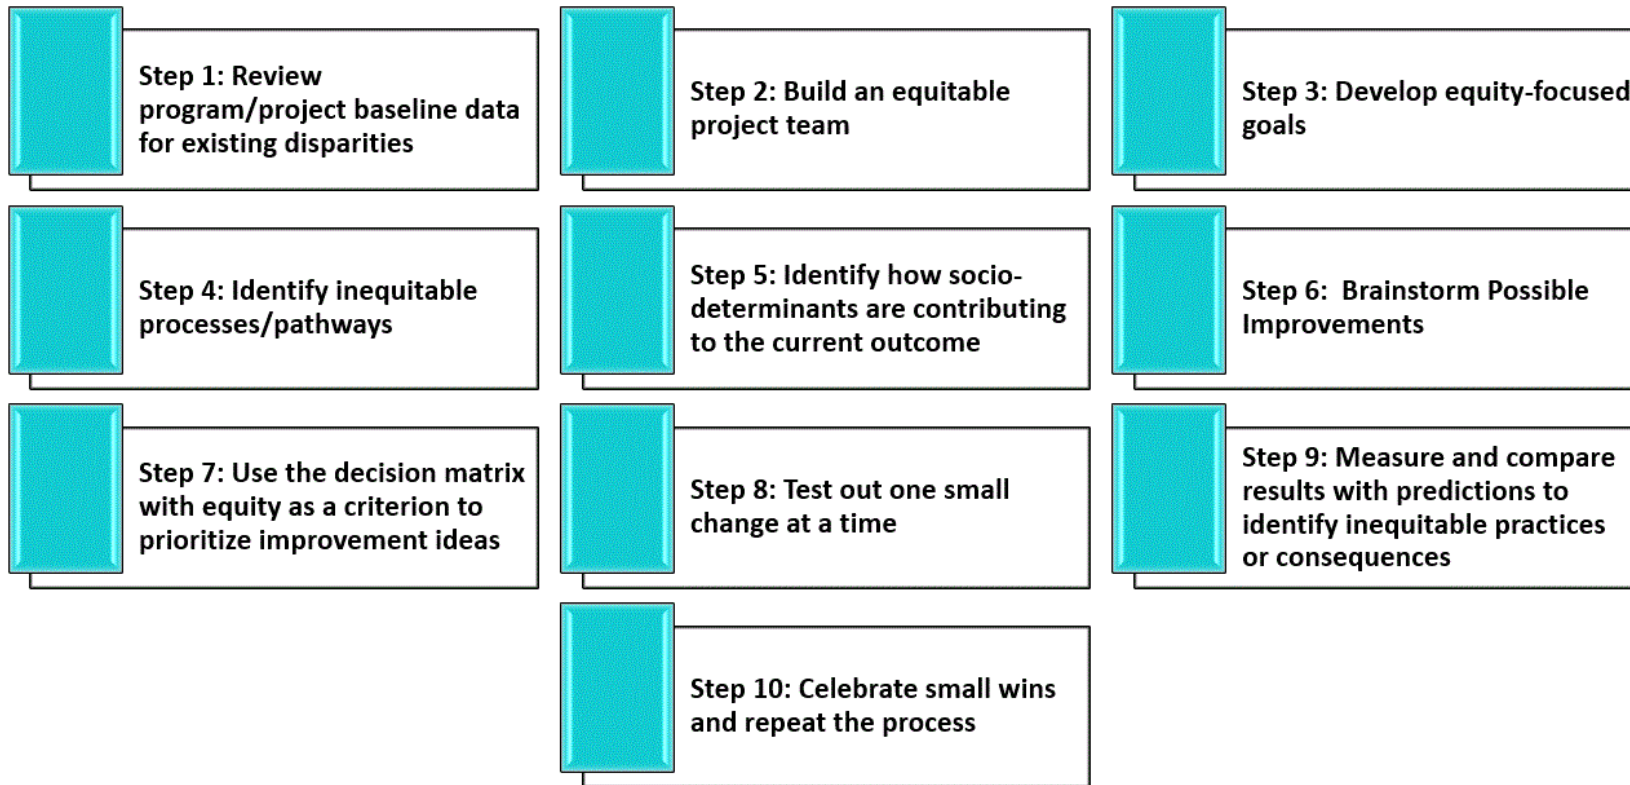 Step 1: Review
program/project baseline data
for existing disparities
Step 2: Build an equitable
project team
Step 3: Develop equity-focused
goals
Step 4: Identify inequitable
processes/pathways
Step 5: Identify how socio-
determinants are contributing
to the current outcome
Step 6:  Brainstorm Possible
Improvements
Step 7: Use the decision matrix
with equity as a criterion to
prioritize improvement ideas
Step 8: Test out one small
change at a time
Step 9: Measure and compare
results with predictions to
identify inequitable practices
or consequences
Step 10: Celebrate small wins
and repeat the process